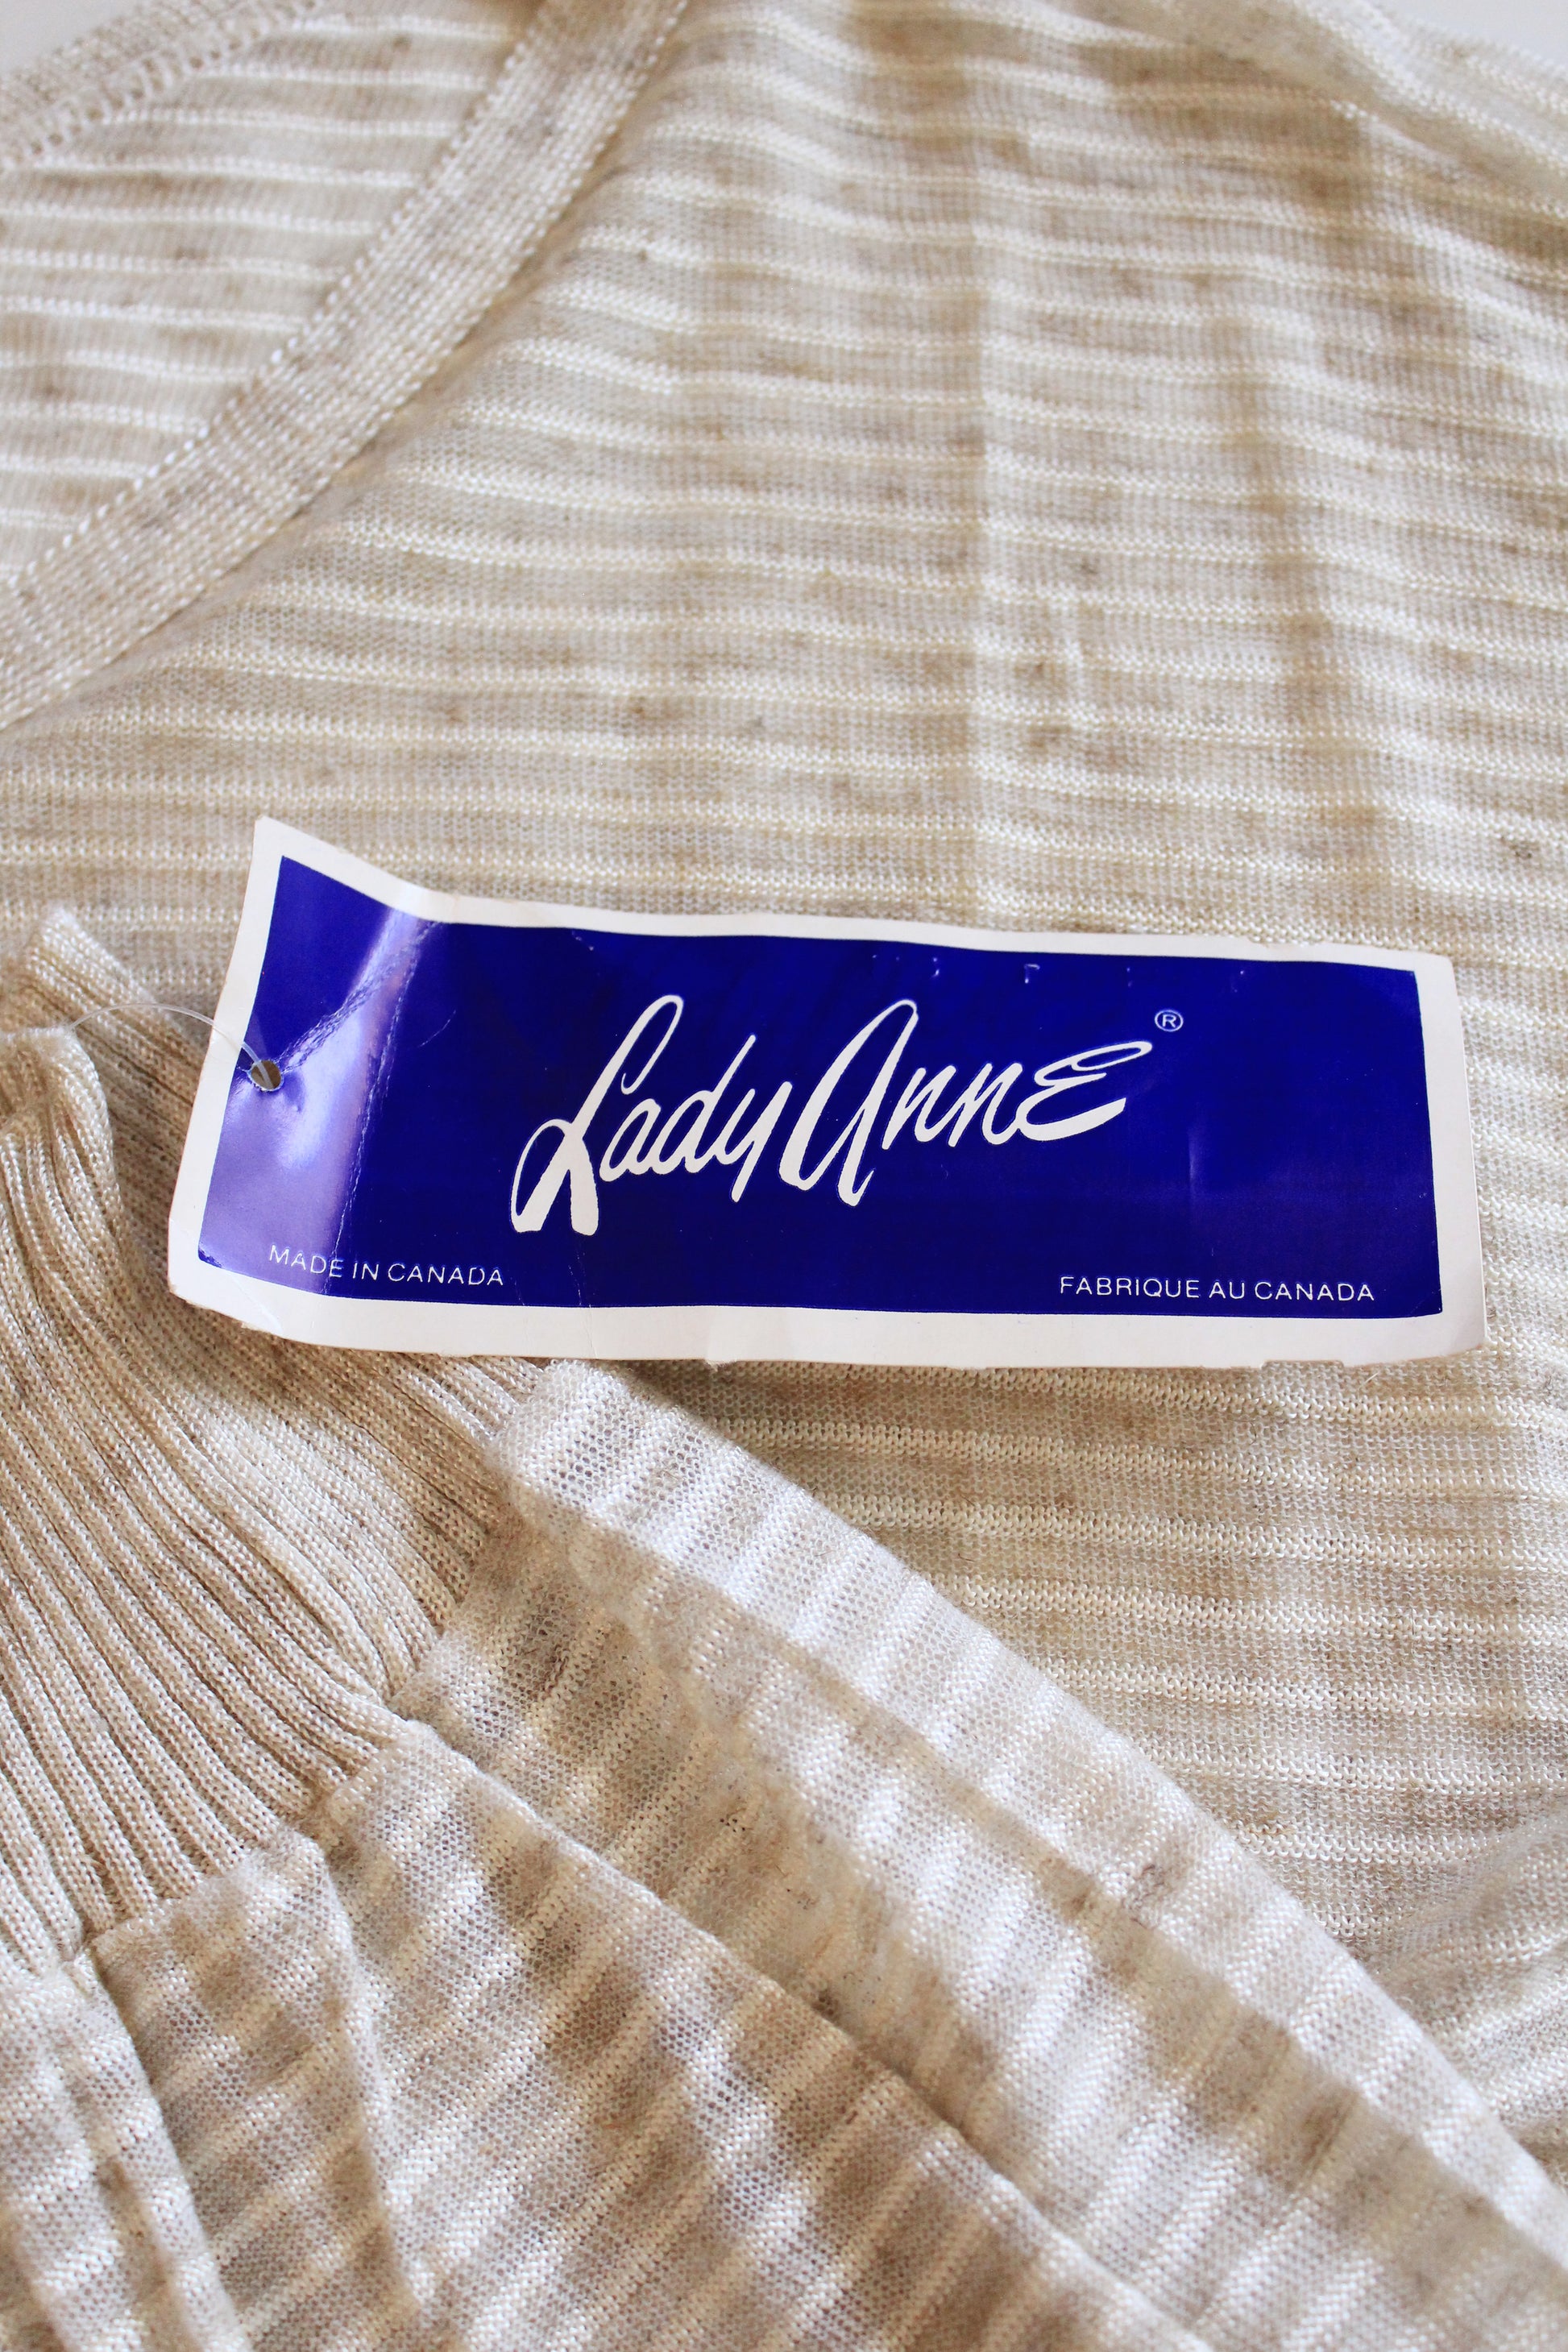 Lady Anne ®
MADE IN CANADA
FABRIQUE AU CANADA